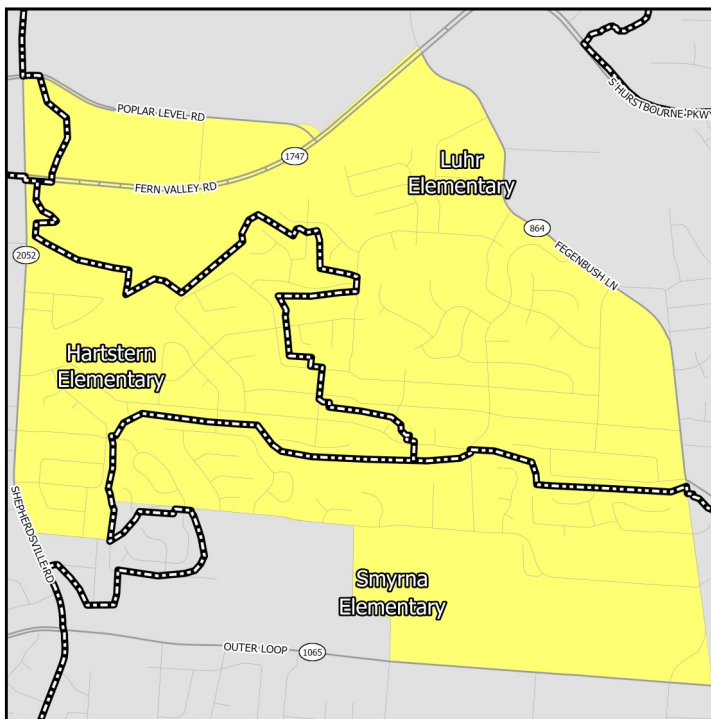 POPLAR LEVEL RD
S HURSTBOURNE PKWY
1747
Luhr
Elementary
FERN VALLEY RD
864
2052
FEGENBUSH LN
Hartstern
Elementary
SHEPHERDSVILLE RD
Smyrna
Elementary
OUTER LOOP
1065